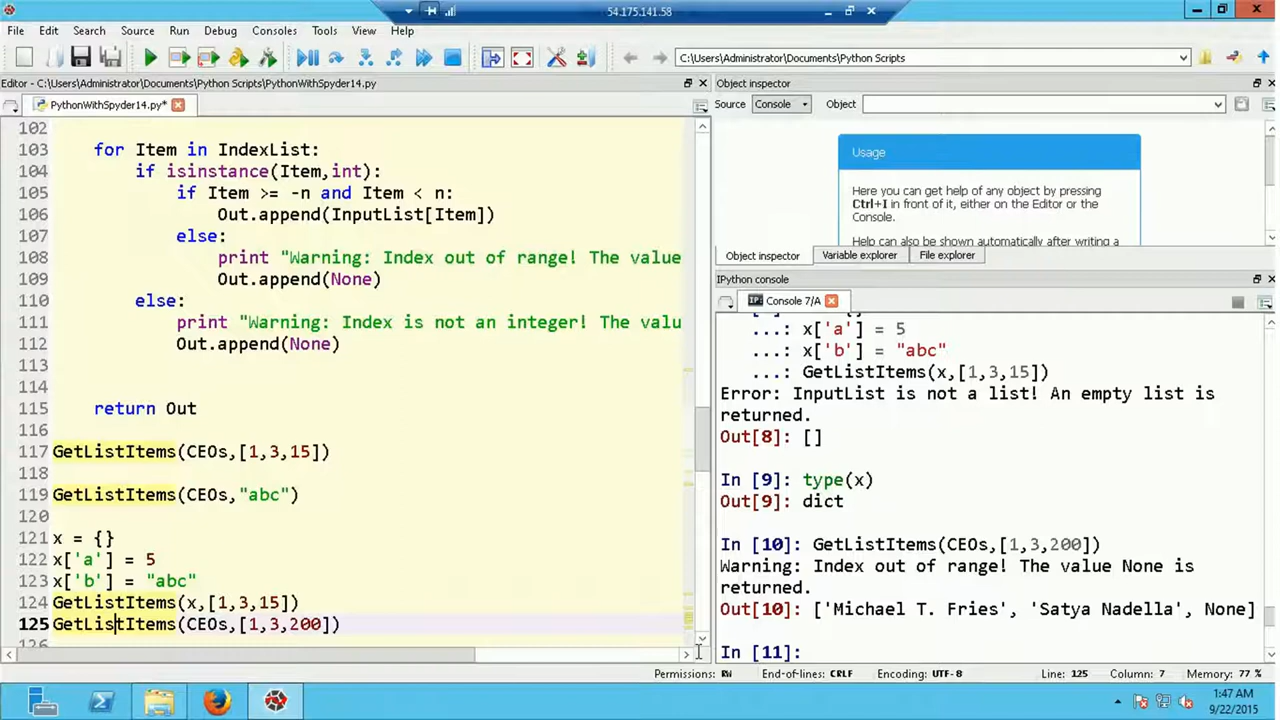 54.175.141.58
File Edit Search Source Run Debug Consoles Tools View Help
C:\Users\Administrator\Documents\Python Scripts
Editor - C:\Users\Administrator\Documents\Python Scripts\PythonWithSpyder14.py
PythonWithSpyder14.py*
102
103 for Item in IndexList:
104 if isinstance(Item,int):
105 if Item >= -n and Item < n:
106 Out.append(InputList[Item])
107 else:
108 print "Warning: Index out of range! The value
109 Out.append(None)
110 else:
111 print "Warning: Index is not an integer! The valu
112 Out.append(None)
113
114
115 return Out
116
117 GetListItems(CEOs,[1,3,15])
118
119 GetListItems(CEOs,"abc")
120
121 x = {}
122 x['a'] = 5
123 x['b'] = "abc"
124 GetListItems(x,[1,3,15])
125 GetListItems(CEOs,[1,3,200])
126
Object inspector
Source Console Object
Usage
Here you can get help of any object by pressing
Ctrl+I in front of it, either on the Editor or the
Console.
Help can also be shown automatically after writing a
Object inspector Variable explorer File explorer
IPython console
Console 7/A
...: x['a'] = 5
...: x['b'] = "abc"
...: GetListItems(x,[1,3,15])
Error: InputList is not a list! An empty list is
returned.
Out[8]: []
In [9]: type(x)
Out[9]: dict
In [10]: GetListItems(CEOs,[1,3,200])
Warning: Index out of range! The value None is
returned.
Out[10]: ['Michael T. Fries', 'Satya Nadella', None]
In [11]:
Permissions: RW End-of-lines: CRLF Encoding: UTF-8 Line: 125 Column: 7 Memory: 77 %
1:47 AM
9/22/2015